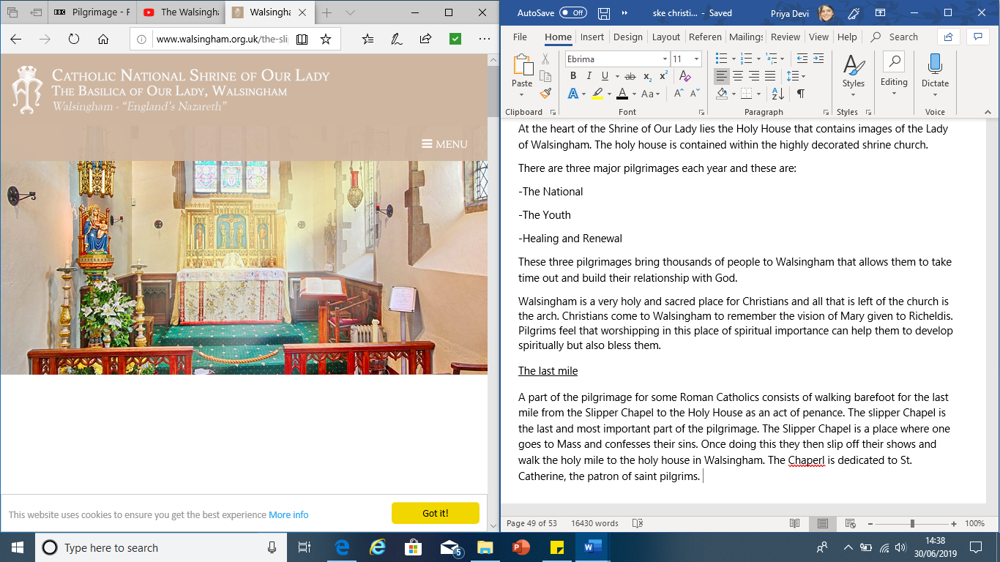 Pilgrimage - F
The Walsingha
Walsingha
www.walsingham.org.uk/the-sli
CATHOLIC NATIONAL SHRINE OF OUR LADY
THE BASILICA OF OUR LADY, WALSINGHAM
Walsingham - "England's Nazareth"
MENU
This website uses cookies to ensure you get the best experience More info
Got it!
AutoSave Off
ske christi... - Saved
Priya Devi
File Home Insert Design Layout Referen Mailings Review View Help Search
Paste
Ebrima 11
B I U ab x₂ x²
A A Aa A A
Styles
Editing
Dictate
Clipboard Font Paragraph Styles Voice
At the heart of the Shrine of Our Lady lies the Holy House that contains images of the Lady
of Walsingham. The holy house is contained within the highly decorated shrine church.
There are three major pilgrimages each year and these are:
-The National
-The Youth
-Healing and Renewal
These three pilgrimages bring thousands of people to Walsingham that allows them to take
time out and build their relationship with God.
Walsingham is a very holy and sacred place for Christians and all that is left of the church is
the arch. Christians come to Walsingham to remember the vision of Mary given to Richeldis.
Pilgrims feel that worshipping in this place of spiritual importance can help them to develop
spiritually but also bless them.
The last mile
A part of the pilgrimage for some Roman Catholics consists of walking barefoot for the last
mile from the Slipper Chapel to the Holy House as an act of penance. The slipper Chapel is
the last and most important part of the pilgrimage. The Slipper Chapel is a place where one
goes to Mass and confesses their sins. Once doing this they then slip off their shows and
walk the holy mile to the holy house in Walsingham. The Chaperl is dedicated to St.
Catherine, the patron of saint pilgrims.
Page 49 of 53 16430 words
100%
Type here to search
5
14:38
30/06/2019